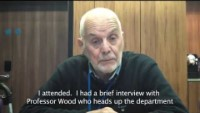 I attended.  I had a brief interview with
Professor Wood who heads up the department